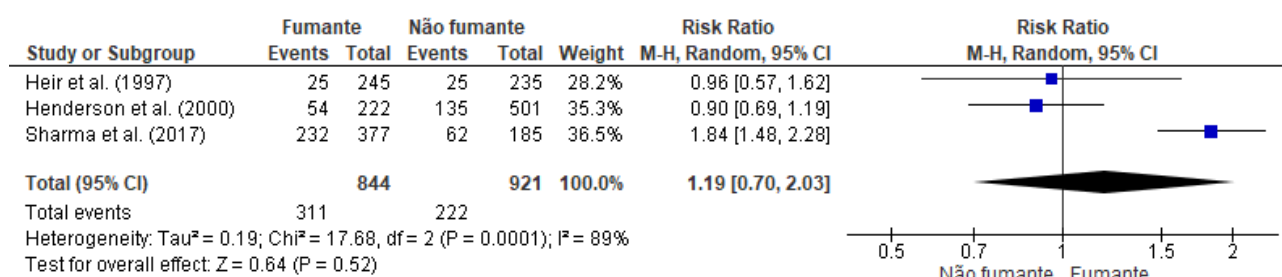 Fumante Não fumante Risk Ratio Risk Ratio
Study or Subgroup Events Total Events Total Weight M-H, Random, 95% CI M-H, Random, 95% CI
Heir et al. (1997) 25 245 25 235 28.2% 0.96 [0.57, 1.62]
Henderson et al. (2000) 54 222 135 501 35.3% 0.90 [0.69, 1.19]
Sharma et al. (2017) 232 377 62 185 36.5% 1.84 [1.48, 2.28]
Total (95% CI) 844 921 100.0% 1.19 [0.70, 2.03]
Total events 311 222
Heterogeneity: Tau² = 0.19; Chi² = 17.68, df = 2 (P = 0.0001); I² = 89%
Test for overall effect: Z = 0.64 (P = 0.52)
0.5 0.7 1 1.5 2
Não fumante Fumante